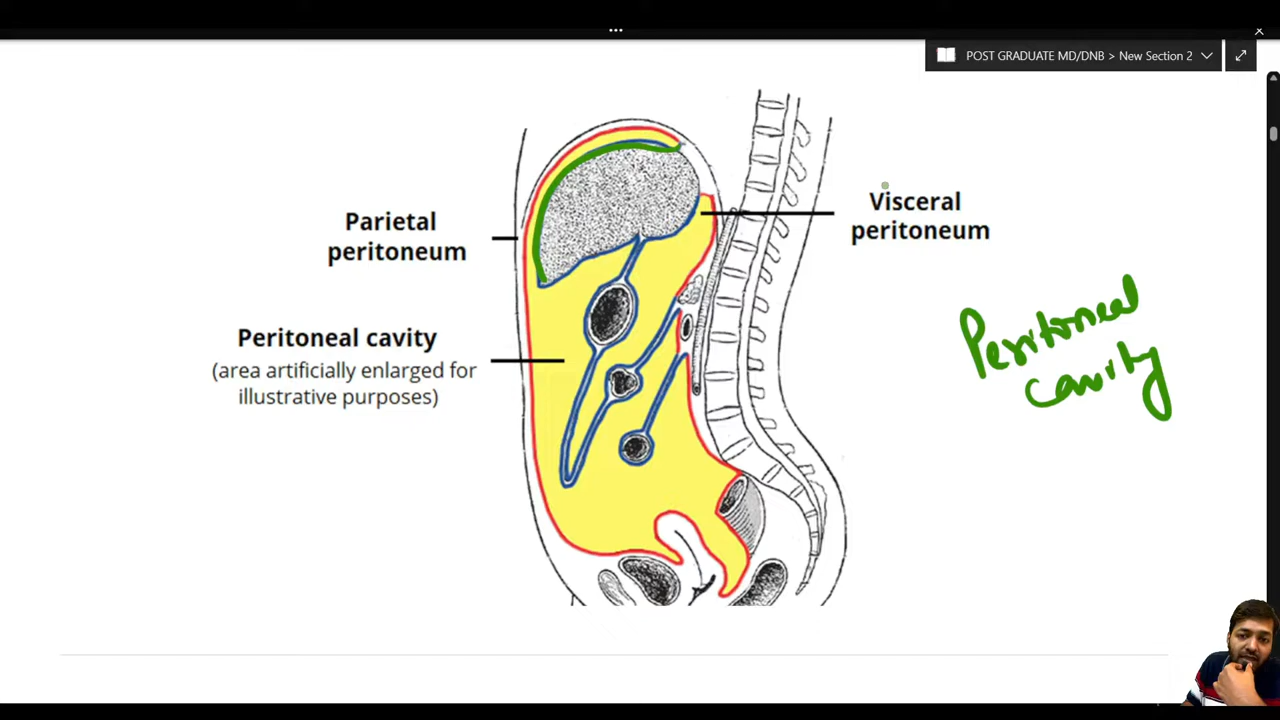 POST GRADUATE MD/DNB > New Section 2
Parietal
peritoneum
Visceral
peritoneum
Peritoneal cavity
(area artificially enlarged for
illustrative purposes)
Peritoneal
cavity